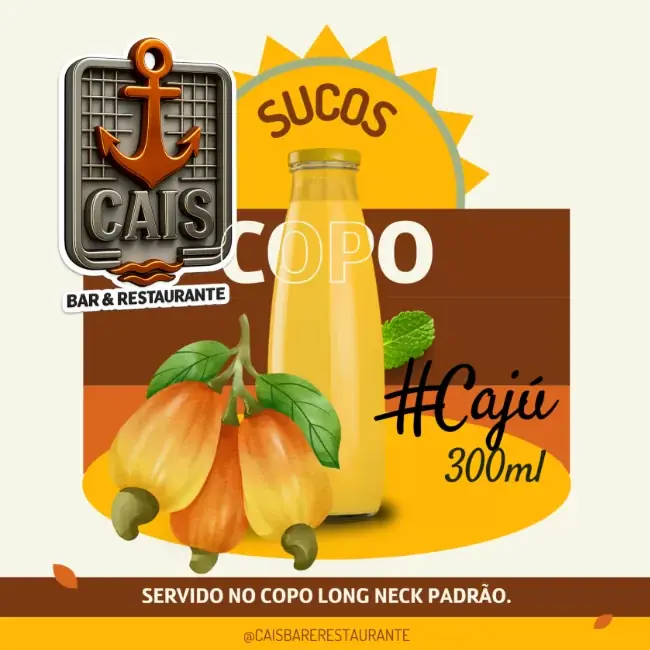 SUCOS
CAIS
BAR & RESTAURANTE
COPO
#Cajú
300ml
SERVIDO NO COPO LONG NECK PADRÃO.
@CAISBARERESTAURANTE